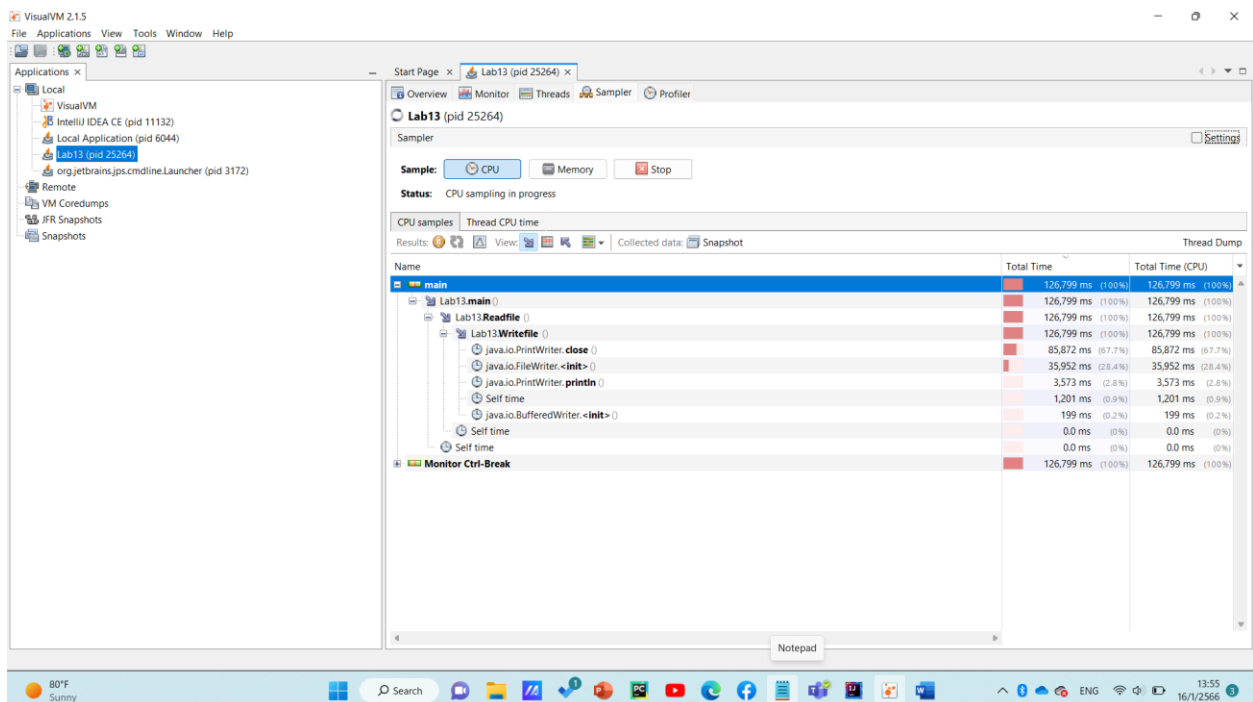 VisualVM 2.1.5
File Applications View Tools Window Help
Applications
Start Page
Lab13 (pid 25264)
Local
VisualVM
IntelliJ IDEA CE (pid 11132)
Local Application (pid 6044)
Lab13 (pid 25264)
org.jetbrains.jps.cmdline.Launcher (pid 3172)
Remote
VM Coredumps
JFR Snapshots
Snapshots
Overview Monitor Threads Sampler Profiler
Lab13 (pid 25264)
Sampler Settings
Sample: CPU Memory Stop
Status: CPU sampling in progress
CPU samples Thread CPU time
Results: View: Collected data: Snapshot Thread Dump
Name Total Time Total Time (CPU)
main 126,799 ms (100%) 126,799 ms (100%)
Lab13.main () 126,799 ms (100%) 126,799 ms (100%)
Lab13.Readfile () 126,799 ms (100%) 126,799 ms (100%)
Lab13.Writefile () 126,799 ms (100%) 126,799 ms (100%)
java.io.PrintWriter.close () 85,872 ms (67.7%) 85,872 ms (67.7%)
java.io.FileWriter.<init> () 35,952 ms (28.4%) 35,952 ms (28.4%)
java.io.PrintWriter.println () 3,573 ms (2.8%) 3,573 ms (2.8%)
Self time 1,201 ms (0.9%) 1,201 ms (0.9%)
java.io.BufferedWriter.<init> () 199 ms (0.2%) 199 ms (0.2%)
Self time 0.0 ms (0%) 0.0 ms (0%)
Self time 0.0 ms (0%) 0.0 ms (0%)
Monitor Ctrl-Break 126,799 ms (100%) 126,799 ms (100%)
Notepad
80°F
Sunny
Search
1
PC
W
ENG
13:55
16/1/2566
3